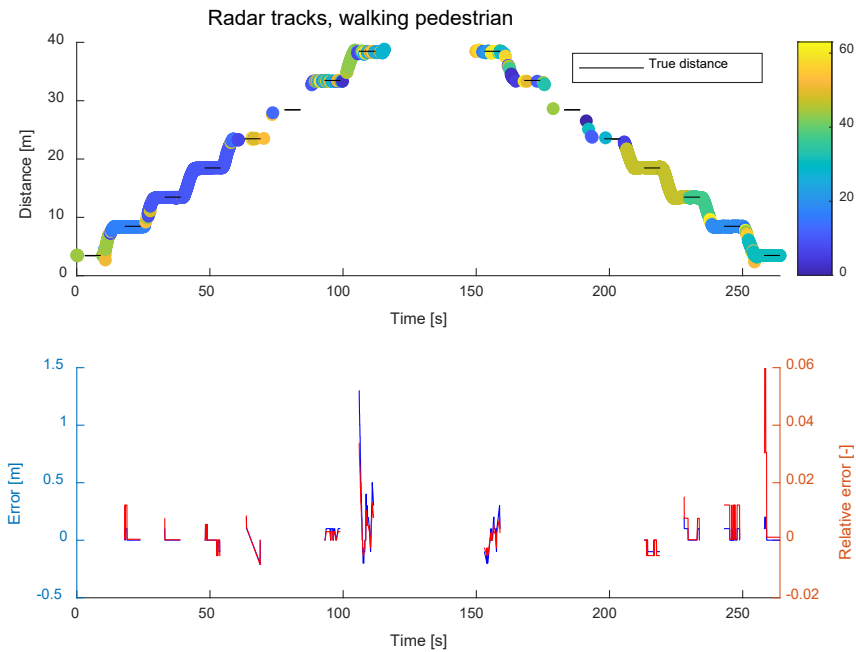 Radar tracks, walking pedestrian
40
30
20
10
0
Distance [m]
True distance
60
40
20
0
0 50 100 150 200 250
Time [s]
1.5
1
0.5
0
-0.5
Error [m]
0.06
0.04
0.02
0
-0.02
Relative error [-]
0 50 100 150 200 250
Time [s]